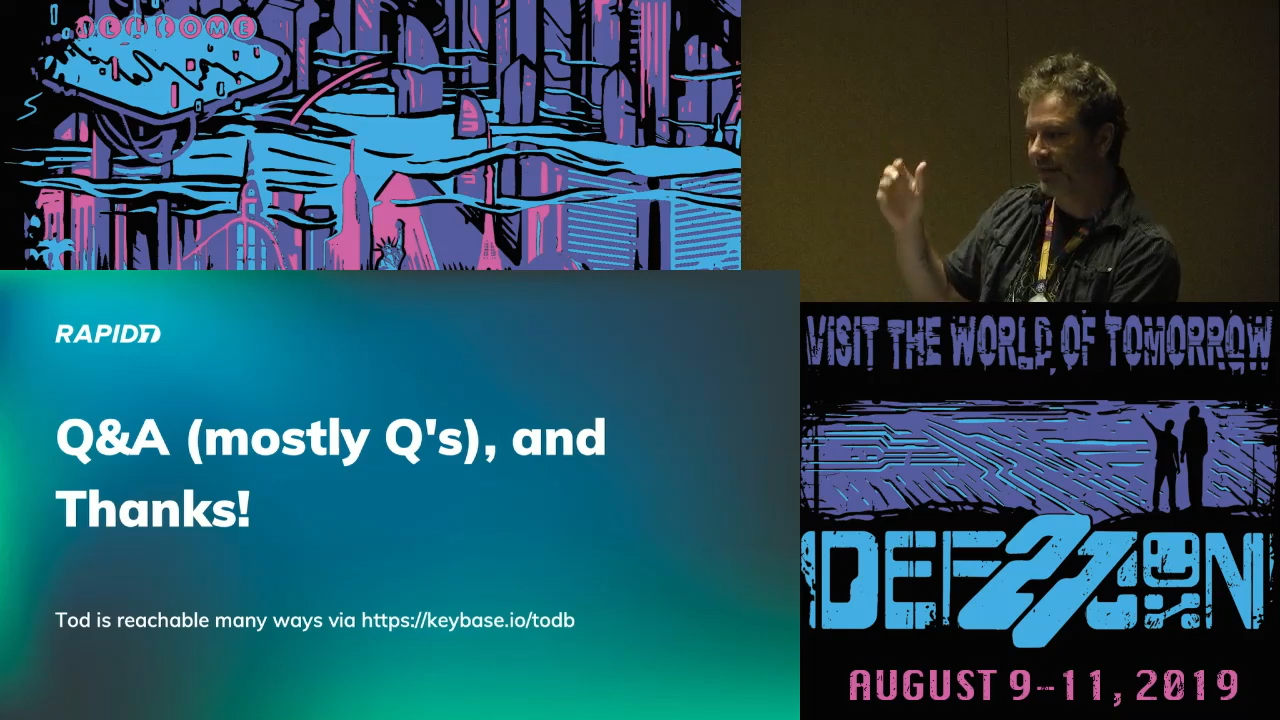 WELCOME
RAPID7
Q&A (mostly Q's), and
Thanks!
Tod is reachable many ways via https://keybase.io/todb
VISIT THE WORLD OF TOMORROW
DEF 27 CON
AUGUST 9-11, 2019